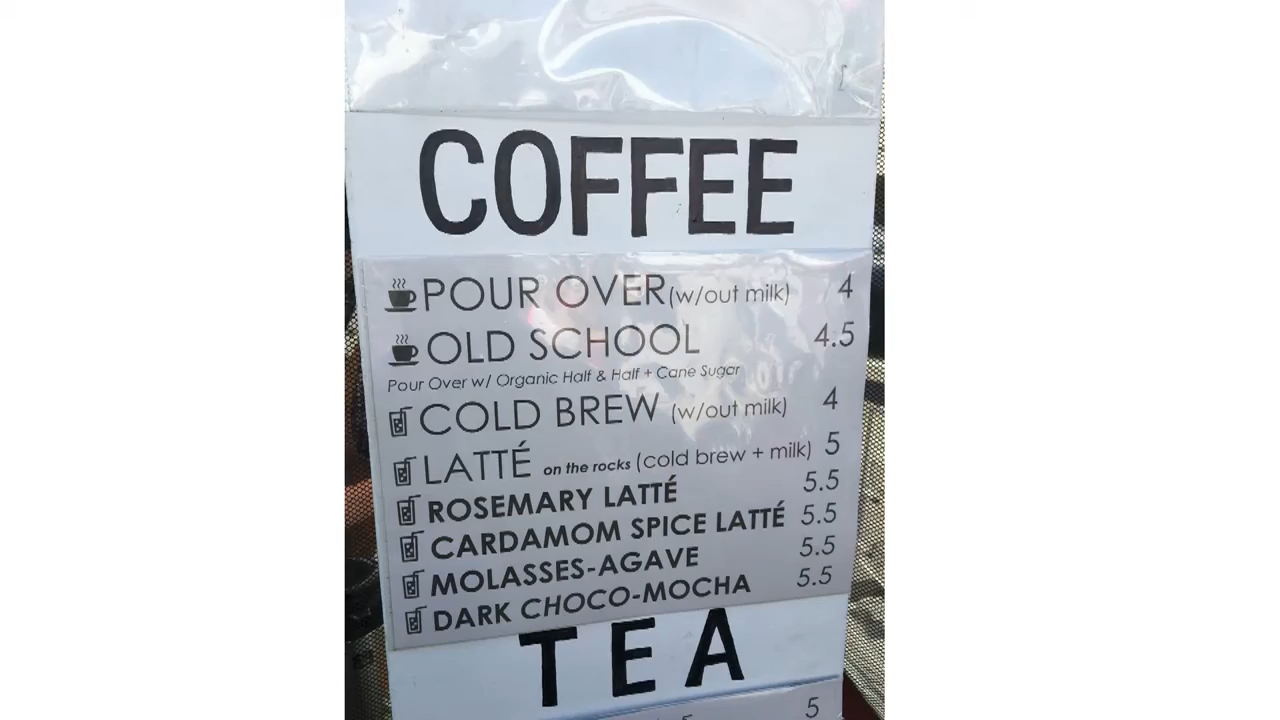 COFFEE
POUR OVER (w/out milk) 4
OLD SCHOOL 4.5
Pour Over w/ Organic Half & Half + Cane Sugar
COLD BREW (w/out milk) 4
LATTÉ on the rocks (cold brew + milk) 5
ROSEMARY LATTÉ 5.5
CARDAMOM SPICE LATTÉ 5.5
MOLASSES-AGAVE 5.5
DARK CHOCO-MOCHA 5.5
TEA
5